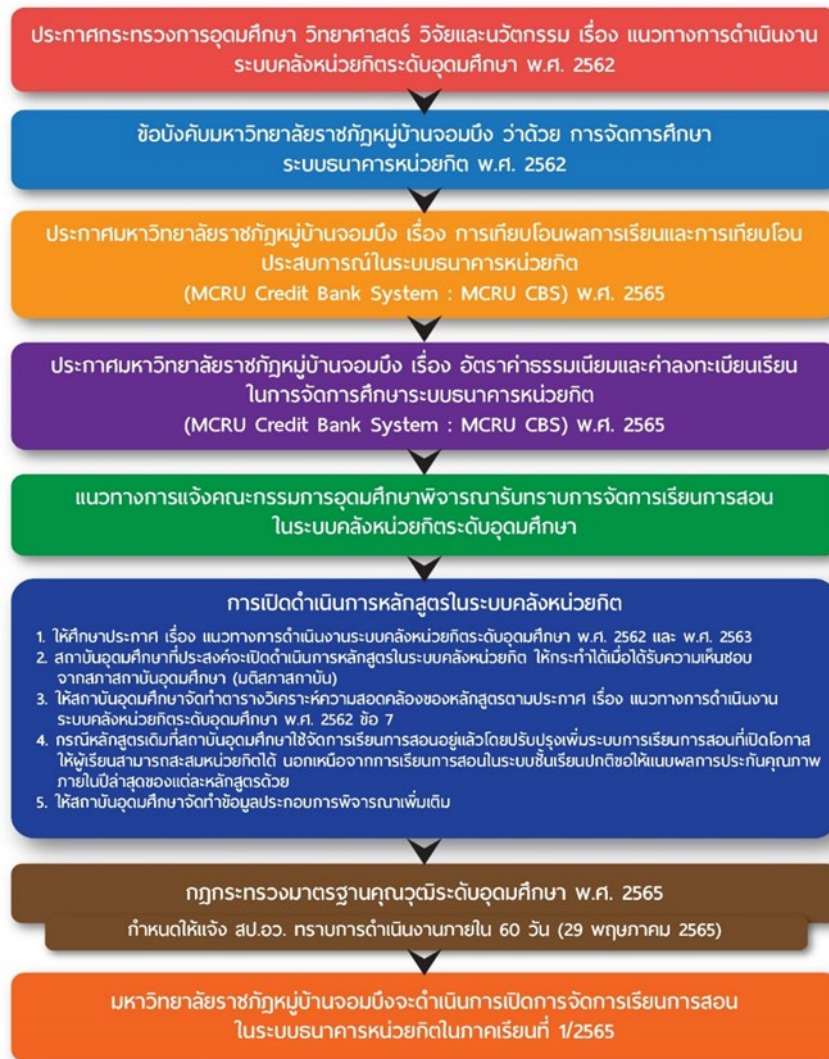 ประกาศกระทรวงการอุดมศึกษา วิทยาศาสตร์ วิจัยและนวัตกรรม เรื่อง แนวทางการดำเนินงาน
ระบบคลังหน่วยกิตระดับอุดมศึกษา พ.ศ. 2562
ข้อบังคับมหาวิทยาลัยราชภัฏหมู่บ้านจอมบึง ว่าด้วย การจัดการศึกษา
ระบบธนาคารหน่วยกิต พ.ศ. 2562
ประกาศมหาวิทยาลัยราชภัฏหมู่บ้านจอมบึง เรื่อง การเทียบโอนผลการเรียนและการเทียบโอน
ประสบการณ์ในระบบธนาคารหน่วยกิต
(MCRU Credit Bank System : MCRU CBS) พ.ศ. 2565
ประกาศมหาวิทยาลัยราชภัฏหมู่บ้านจอมบึง เรื่อง อัตราค่าธรรมเนียมและค่าลงทะเบียนเรียน
ในการจัดการศึกษาระบบธนาคารหน่วยกิต
(MCRU Credit Bank System : MCRU CBS) พ.ศ. 2565
แนวทางการแจ้งคณะกรรมการอุดมศึกษาพิจารณารับทราบการจัดการเรียนการสอน
ในระบบคลังหน่วยกิตระดับอุดมศึกษา
การเปิดดำเนินการหลักสูตรในระบบคลังหน่วยกิต
1. ให้ศึกษาประกาศ เรื่อง แนวทางการดำเนินงานระบบคลังหน่วยกิตระดับอุดมศึกษา พ.ศ. 2562 และ พ.ศ. 2563
2. สถาบันอุดมศึกษาที่ประสงค์จะเปิดดำเนินการหลักสูตรในระบบคลังหน่วยกิต ให้กระทำได้เมื่อได้รับความเห็นชอบ
จากสภาสถาบันอุดมศึกษา (มติสภาสถาบัน)
3. ให้สถาบันอุดมศึกษาจัดทำตารางวิเคราะห์ความสอดคล้องของหลักสูตรตามประกาศ เรื่อง แนวทางการดำเนินงาน
ระบบคลังหน่วยกิตระดับอุดมศึกษา พ.ศ. 2562 ข้อ 7
4. กรณีหลักสูตรเดิมที่สถาบันอุดมศึกษาใช้จัดการเรียนการสอนอยู่แล้วโดยปรับปรุงเพิ่มระบบการเรียนการสอนที่เปิดโอกาส
ให้ผู้เรียนสามารถสะสมหน่วยกิตได้ นอกเหนือจากการเรียนการสอนในระบบชั้นเรียนปกติขอให้แนบผลการประกันคุณภาพ
ภายในปีล่าสุดของแต่ละหลักสูตรด้วย
5. ให้สถาบันอุดมศึกษาจัดทำข้อมูลประกอบการพิจารณาเพิ่มเติม
กฎกระทรวงมาตรฐานคุณวุฒิระดับอุดมศึกษา พ.ศ. 2565
กำหนดให้แจ้ง สป.อว. ทราบการดำเนินงานภายใน 60 วัน (29 พฤษภาคม 2565)
มหาวิทยาลัยราชภัฏหมู่บ้านจอมบึงจะดำเนินการเปิดการจัดการเรียนการสอน
ในระบบธนาคารหน่วยกิตในภาคเรียนที่ 1/2565